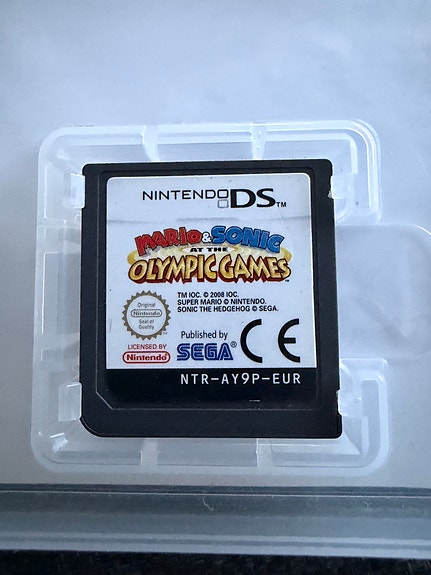 NINTENDO DS™
MARIO & SONIC
AT THE
OLYMPIC GAMES™
TM IOC. © 2008 IOC.
SUPER MARIO © NINTENDO.
SONIC THE HEDGEHOG © SEGA.
Original
Nintendo
Seal of
Quality
LICENSED BY
Nintendo
Published by
SEGA®
CE
NTR-AY9P-EUR